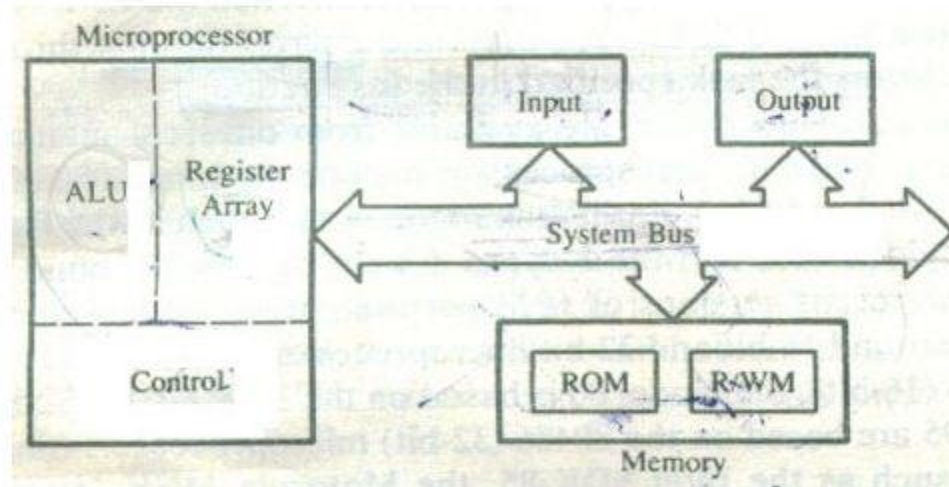 Microprocessor
Input
Output
ALU
Register
Array
System Bus
Control
ROM
R/WM
Memory